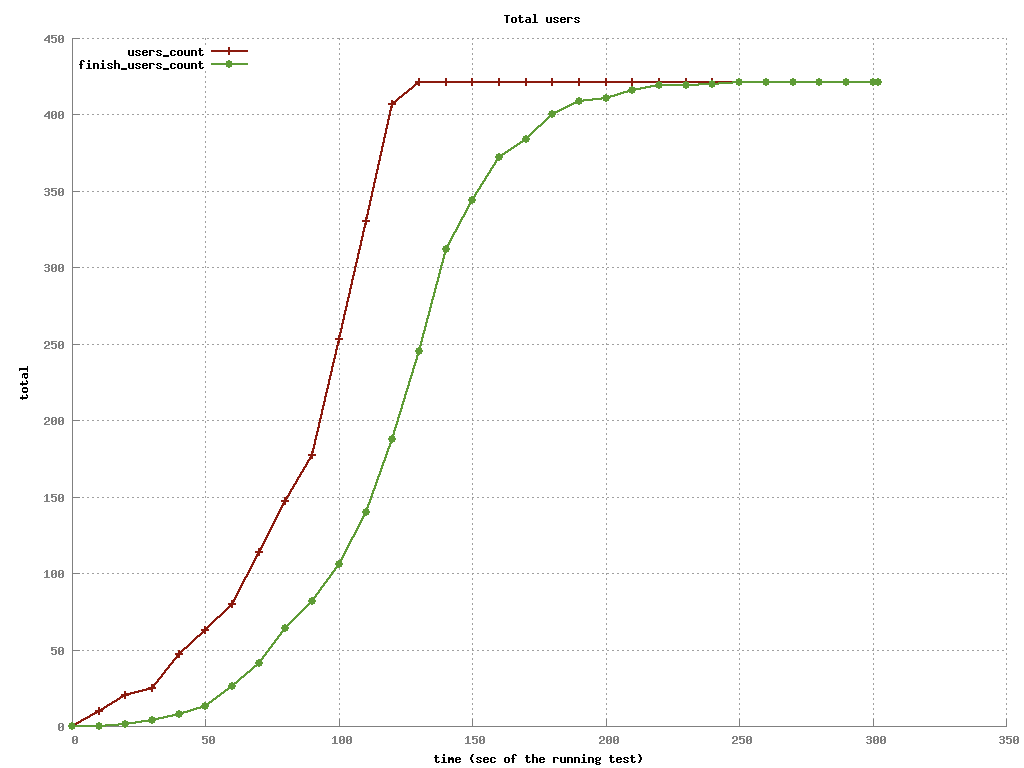 Total users
users_count
finish_users_count
450
400
350
300
250
200
150
100
50
0
total
0 50 100 150 200 250 300 350
time (sec of the running test)